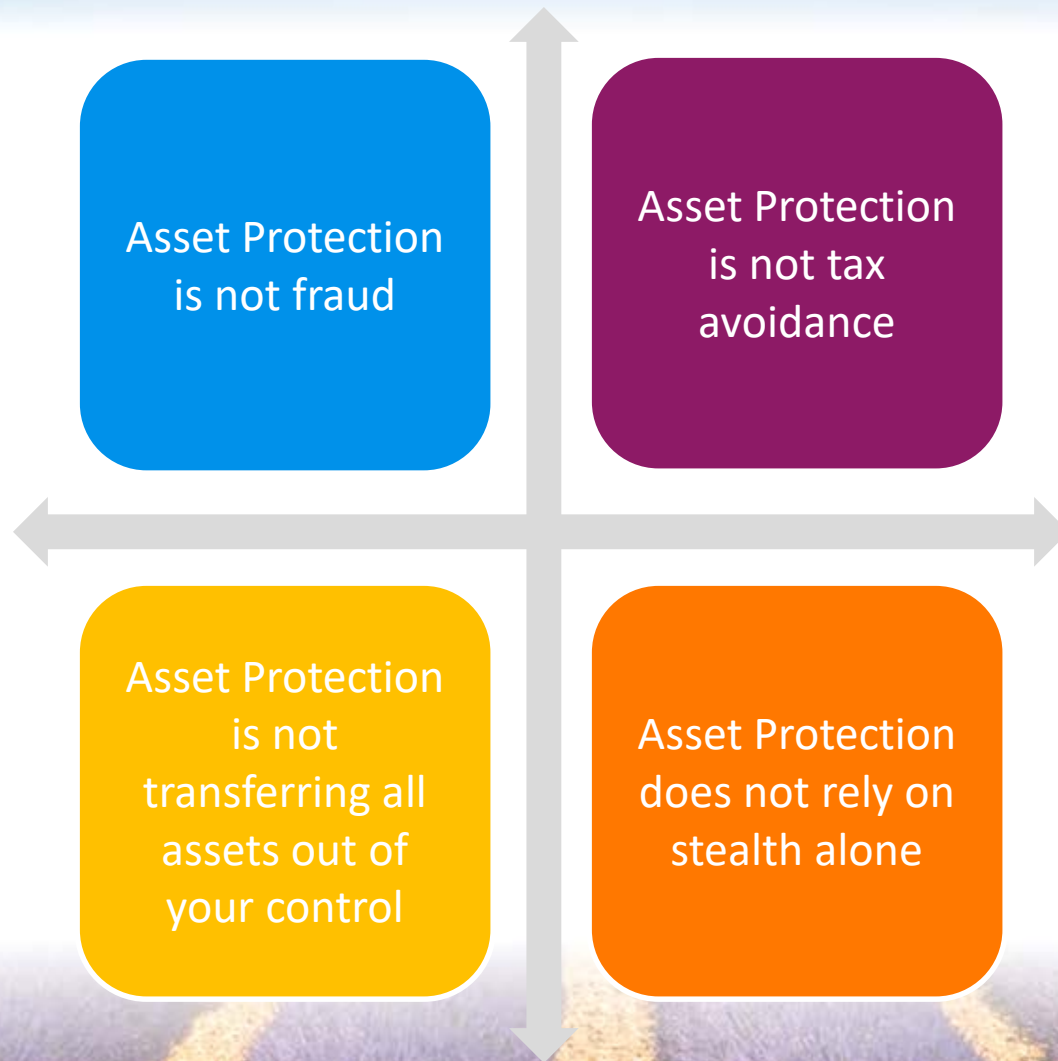 Asset Protection
is not fraud
Asset Protection
is not tax
avoidance
Asset Protection
is not
transferring all
assets out of
your control
Asset Protection
does not rely on
stealth alone